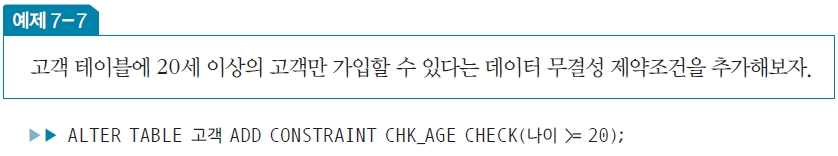 예제 7-7
고객 테이블에 20세 이상의 고객만 가입할 수 있다는 데이터 무결성 제약조건을 추가해보자.
▶▶ ALTER TABLE 고객 ADD CONSTRAINT CHK_AGE CHECK(나이 >= 20);